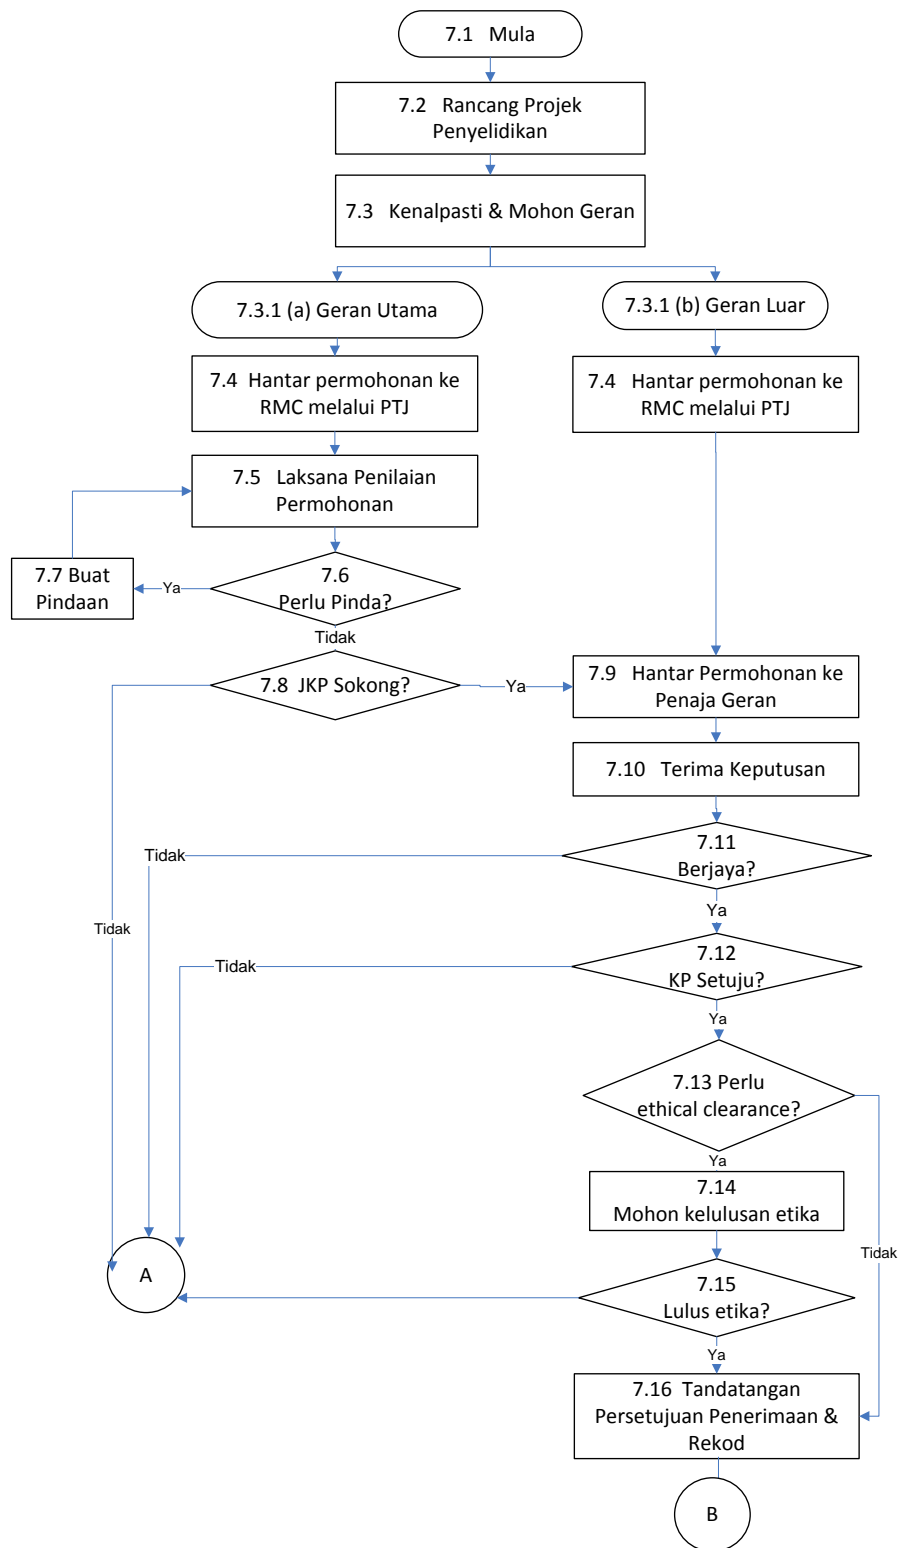 7.1 Mula
7.2 Rancang Projek
Penyelidikan
7.3 Kenalpasti & Mohon Geran
7.3.1 (a) Geran Utama
7.3.1 (b) Geran Luar
7.4 Hantar permohonan ke
RMC melalui PTJ
7.4 Hantar permohonan ke
RMC melalui PTJ
7.5 Laksana Penilaian
Permohonan
7.6
Perlu Pinda?
Ya
7.7 Buat
Pindaan
Tidak
7.8 JKP Sokong?
Ya
7.9 Hantar Permohonan ke
Penaja Geran
7.10 Terima Keputusan
7.11
Berjaya?
Tidak
Ya
Tidak
7.12
KP Setuju?
Tidak
Ya
7.13 Perlu
ethical clearance?
Ya
7.14
Mohon kelulusan etika
Tidak
A
7.15
Lulus etika?
Ya
7.16 Tandatangan
Persetujuan Penerimaan &
Rekod
B